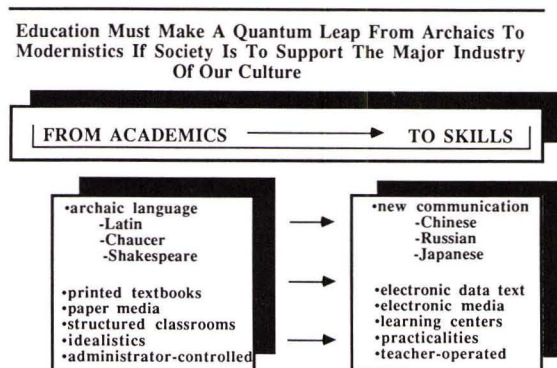 Education Must Make A Quantum Leap From Archaics To
Modernistics If Society Is To Support The Major Industry
Of Our Culture
FROM ACADEMICS
TO SKILLS
•archaic language
-Latin
-Chaucer
-Shakespeare
•printed textbooks
•paper media
•structured classrooms
•idealistics
•administrator-controlled
•new communication
-Chinese
-Russian
-Japanese
•electronic data text
•electronic media
•learning centers
•practicalities
•teacher-operated